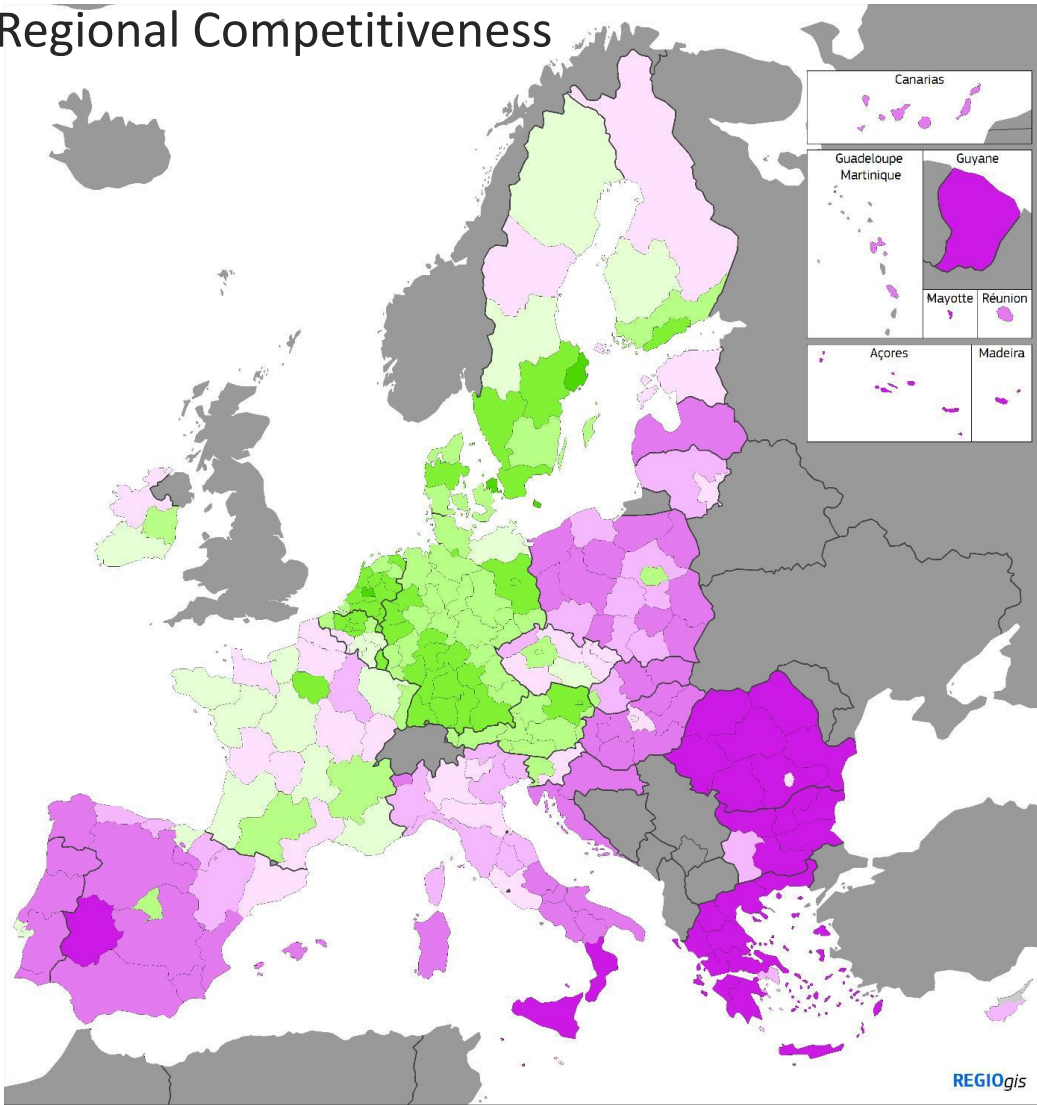 Regional Competitiveness
Canarias
Guadeloupe
Martinique
Guyane
Mayotte
Réunion
Açores
Madeira
REGIOgis